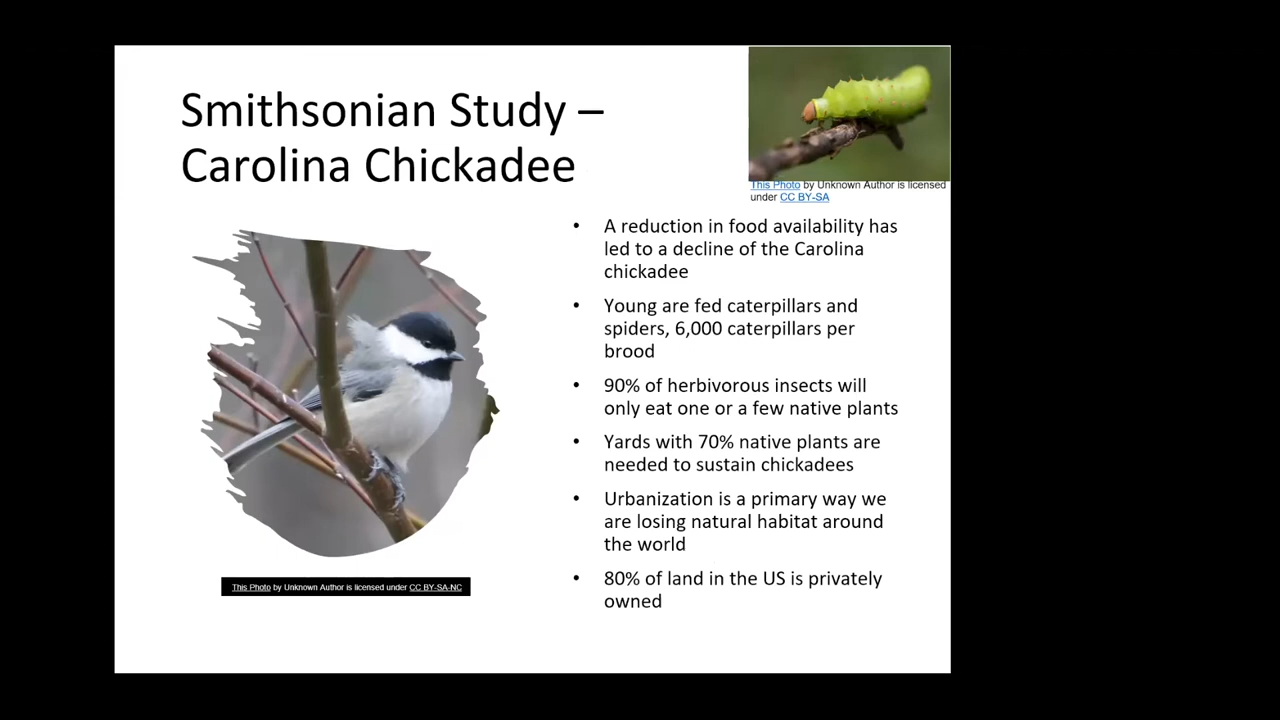 Smithsonian Study –
Carolina Chickadee
This Photo by Unknown Author is licensed
under CC BY-SA
• A reduction in food availability has
led to a decline of the Carolina
chickadee
• Young are fed caterpillars and
spiders, 6,000 caterpillars per
brood
• 90% of herbivorous insects will
only eat one or a few native plants
• Yards with 70% native plants are
needed to sustain chickadees
• Urbanization is a primary way we
are losing natural habitat around
the world
• 80% of land in the US is privately
owned
This Photo by Unknown Author is licensed under CC BY-SA-NC